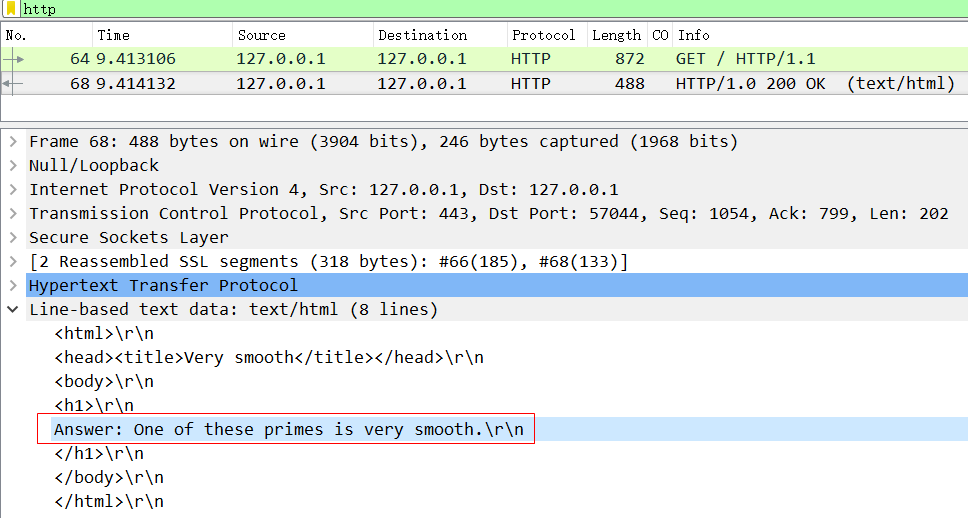 http
No. Time Source Destination Protocol Length CO Info
64 9.413106 127.0.0.1 127.0.0.1 HTTP 872 GET / HTTP/1.1
68 9.414132 127.0.0.1 127.0.0.1 HTTP 488 HTTP/1.0 200 OK (text/html)
Frame 68: 488 bytes on wire (3904 bits), 246 bytes captured (1968 bits)
Null/Loopback
Internet Protocol Version 4, Src: 127.0.0.1, Dst: 127.0.0.1
Transmission Control Protocol, Src Port: 443, Dst Port: 57044, Seq: 1054, Ack: 799, Len: 202
Secure Sockets Layer
[2 Reassembled SSL segments (318 bytes): #66(185), #68(133)]
Hypertext Transfer Protocol
Line-based text data: text/html (8 lines)
<html>\r\n
<head><title>Very smooth</title></head>\r\n
<body>\r\n
<h1>\r\n
Answer: One of these primes is very smooth.\r\n
</h1>\r\n
</body>\r\n
</html>\r\n